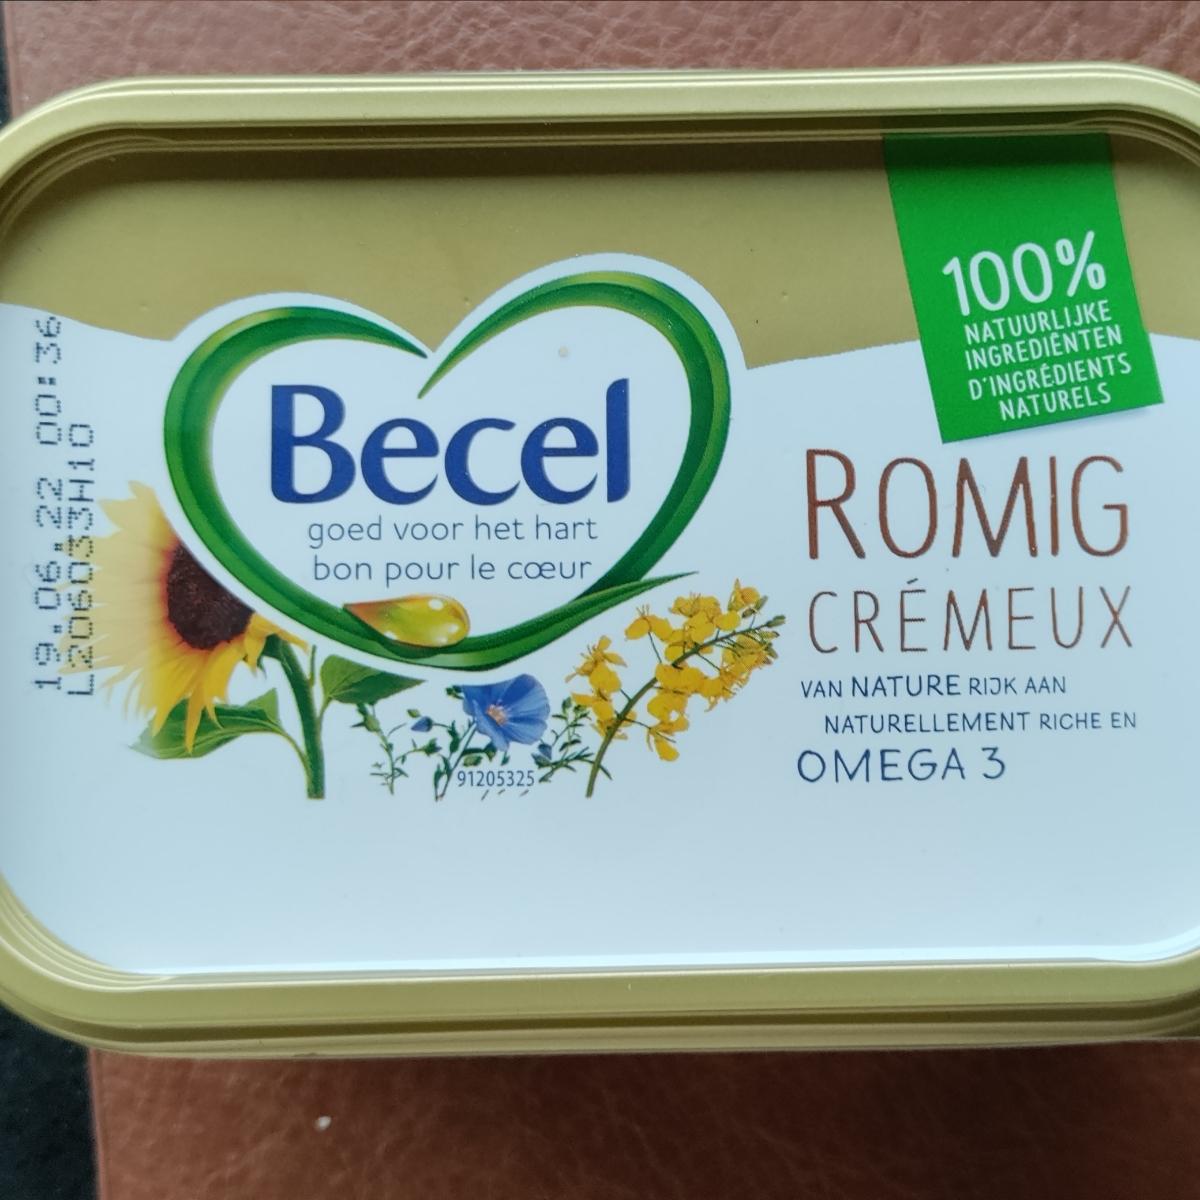 100%
NATUURLIJKE
INGREDIËNTEN
D'INGRÉDIENTS
NATURELS
Becel
goed voor het hart
bon pour le cœur
ROMIG
CRÉMEUX
VAN NATURE RIJK AAN
NATURELLEMENT RICHE EN
OMEGA 3
91205325
19.06.22 00:36
L206033H10